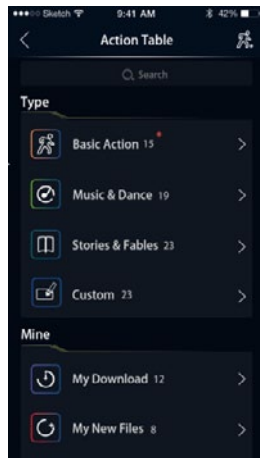 Sketch 9:41 AM 42%
Action Table
Search
Type
Basic Action 15
Music & Dance 19
Stories & Fables 23
Custom 23
Mine
My Download 12
My New Files 8